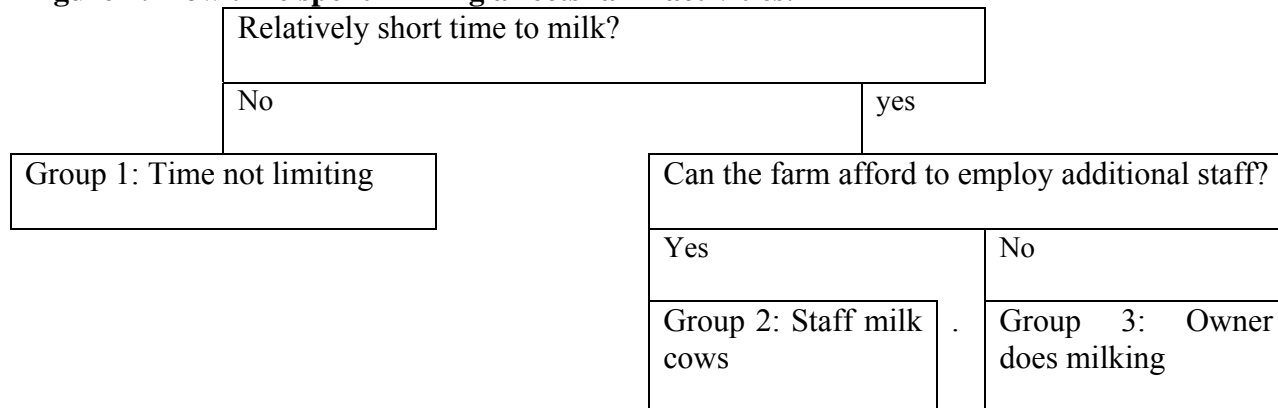 Relatively short time to milk?
No
yes
Group 1: Time not limiting
Can the farm afford to employ additional staff?
Yes
No
Group 2: Staff milk
cows
.
Group 3: Owner
does milking